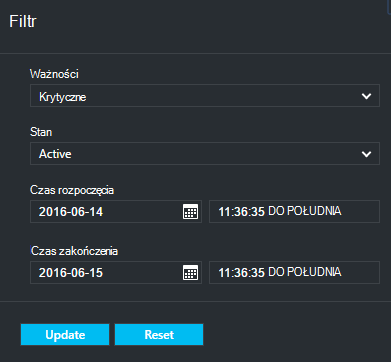 Filtr
Ważności
Krytyczne
Stan
Active
Czas rozpoczęcia
2016-06-14 11:36:35 DO POŁUDNIA
Czas zakończenia
2016-06-15 11:36:35 DO POŁUDNIA
Update Reset